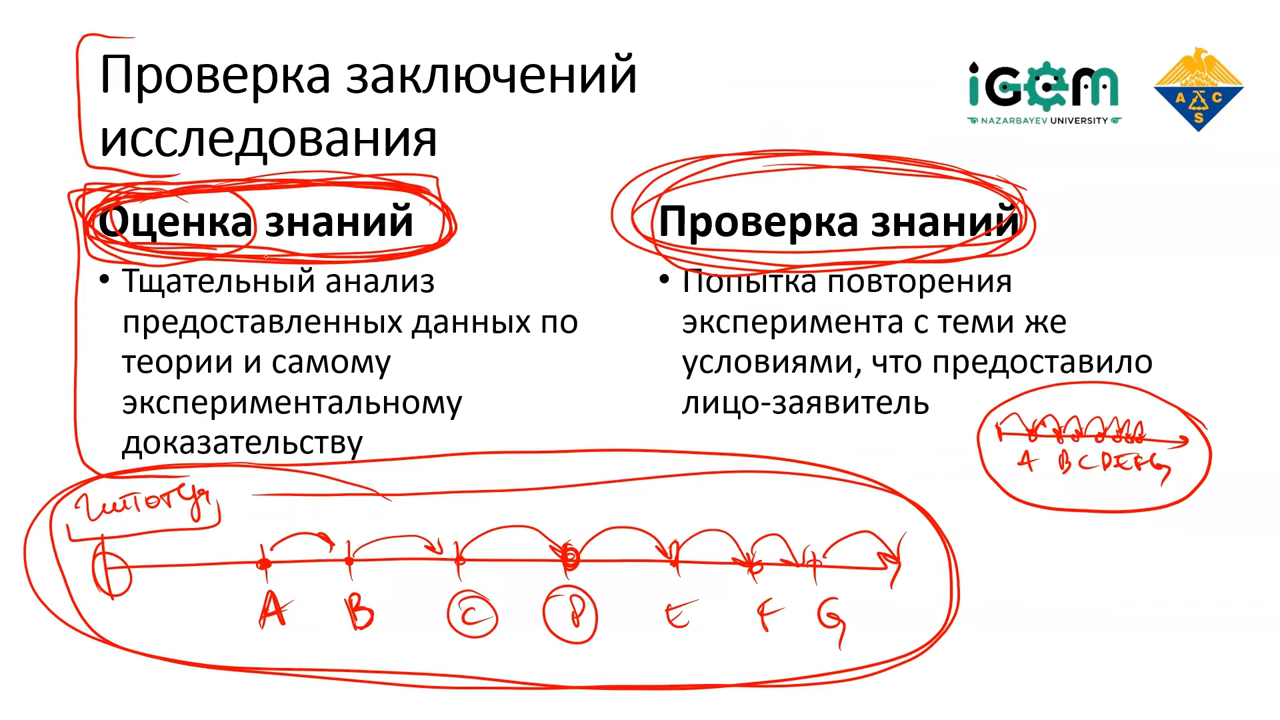 Проверка заключений
исследования
iGEM
NAZARBAYEV UNIVERSITY
A C S
Оценка знаний
• Тщательный анализ
предоставленных данных по
теории и самому
экспериментальному
доказательству
Проверка знаний
• Попытка повторения
эксперимента с теми же
условиями, что предоставило
лицо-заявитель
A B C D E F G
A B C D E F G